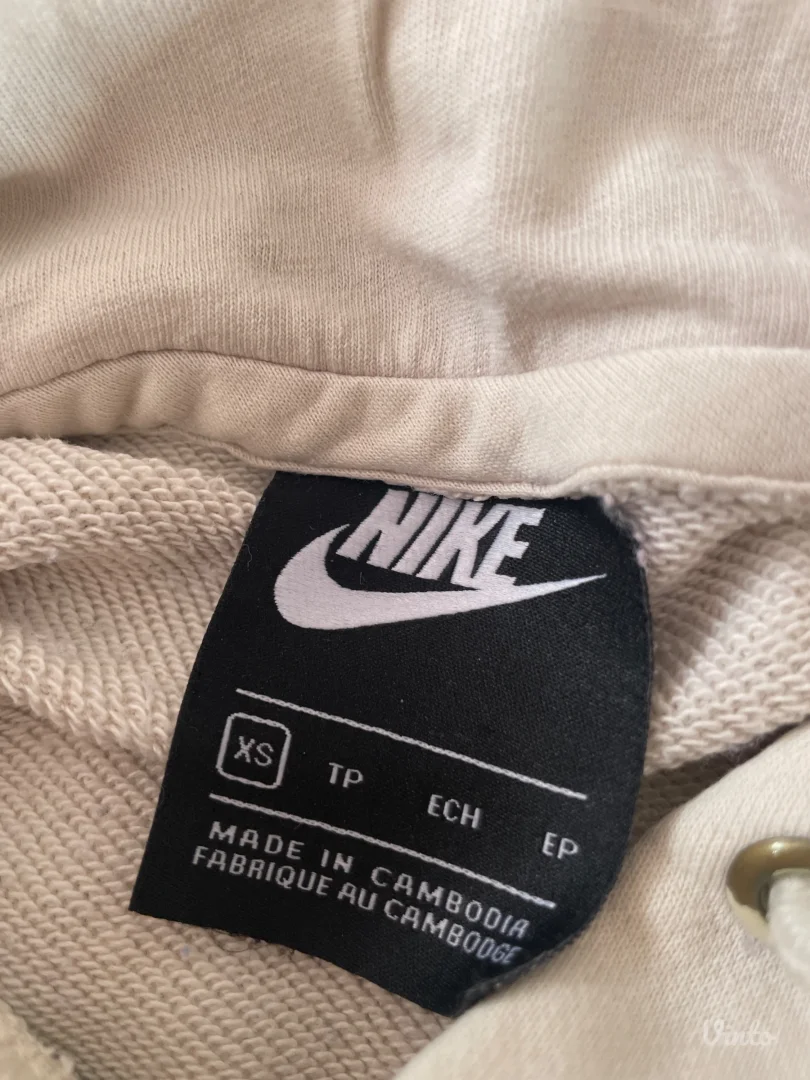 NIKE
XS TP ECH EP
MADE IN CAMBODIA
FABRIQUE AU CAMBODGE